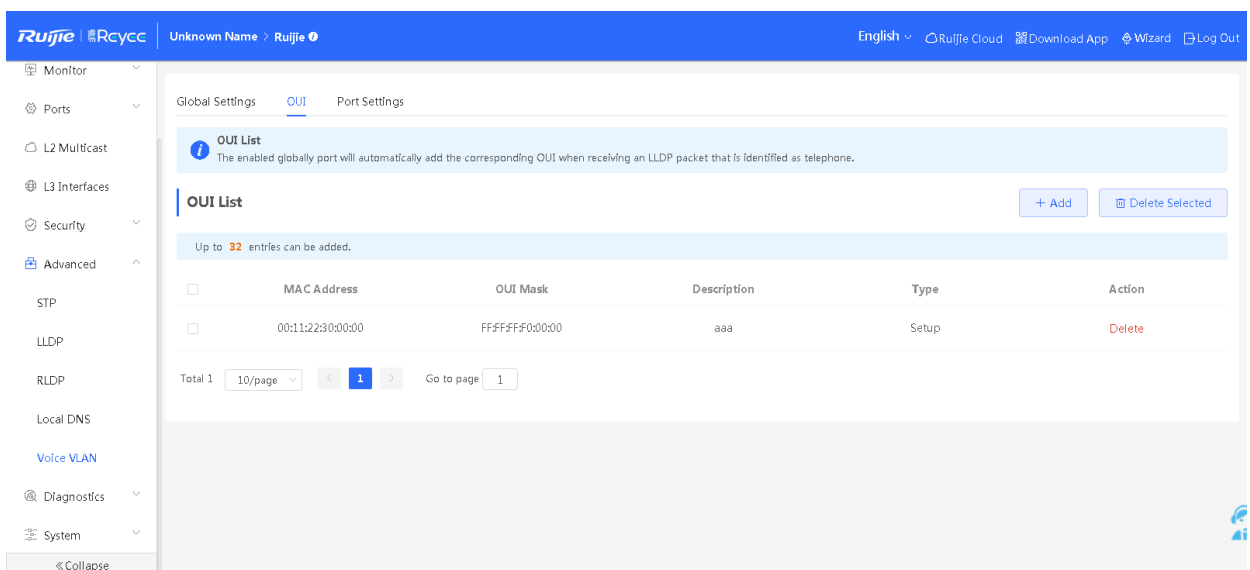 Ruijie | Rcycc Unknown Name > Ruijie English Ruijie Cloud Download App Wizard Log Out
Monitor
Ports
L2 Multicast
L3 Interfaces
Security
Advanced
STP
LLDP
RLDP
Local DNS
Voice VLAN
Diagnostics
System
«Collapse
Global Settings OUI Port Settings
OUI List
The enabled globally port will automatically add the corresponding OUI when receiving an LLDP packet that is identified as telephone.
OUI List + Add Delete Selected
Up to 32 entries can be added.
MAC Address OUI Mask Description Type Action
00:11:22:30:00:00 FF:FF:FF:F0:00:00 aaa Setup Delete
Total 1 10/page < 1 > Go to page 1